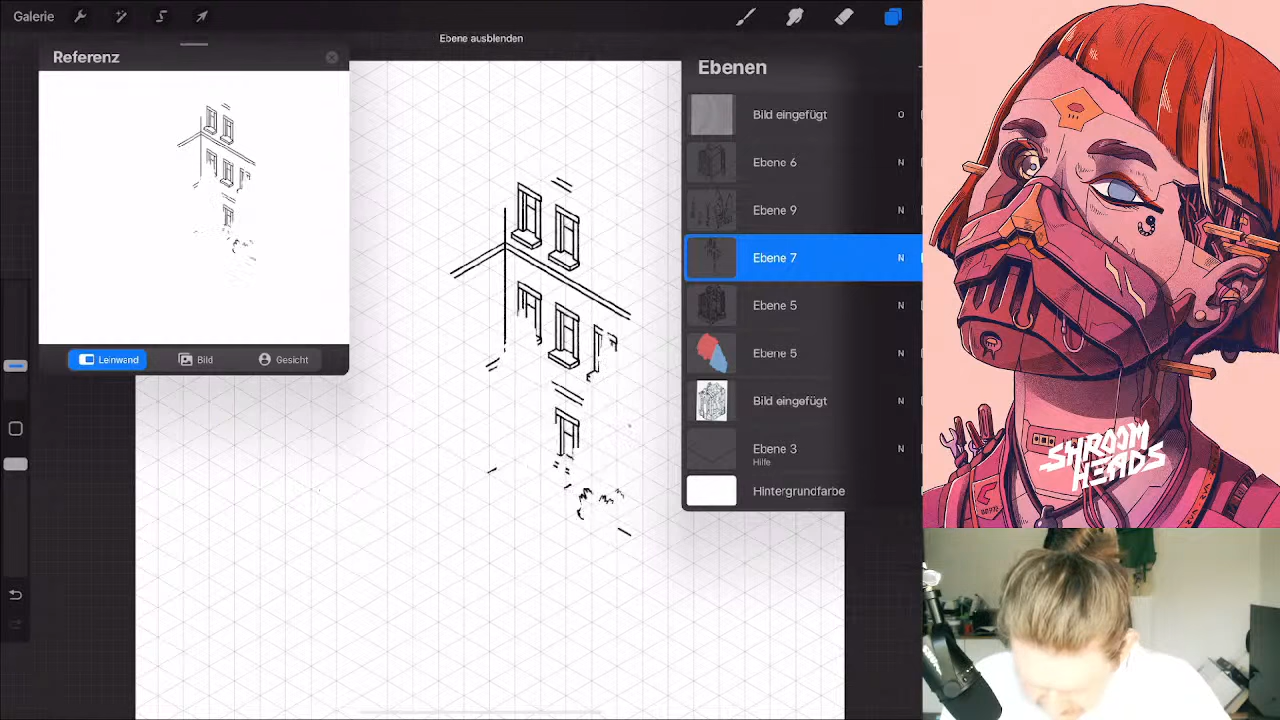 Galerie
Ebene ausblenden
Referenz
Leinwand
Bild
Gesicht
Ebenen
Bild eingefügt O
Ebene 6 N
Ebene 9 N
Ebene 7 N
Ebene 5 N
Ebene 5 N
Bild eingefügt N
Ebene 3 N
Hilfe
Hintergrundfarbe
SHROOM
HEADS